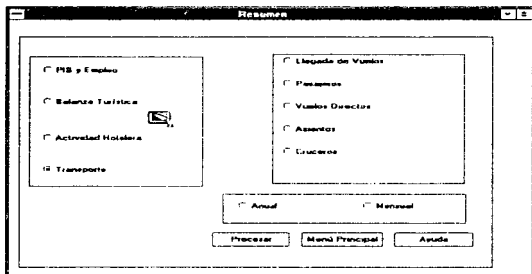 Resumen
PIB y Empleo
Balanza Turística
Actividad Hotelera
Transporte
Llegada de Vuelos
Pasajeros
Vuelos Directos
Asientos
Cruceros
Anual
Mensual
Procesar
Menú Principal
Ayuda